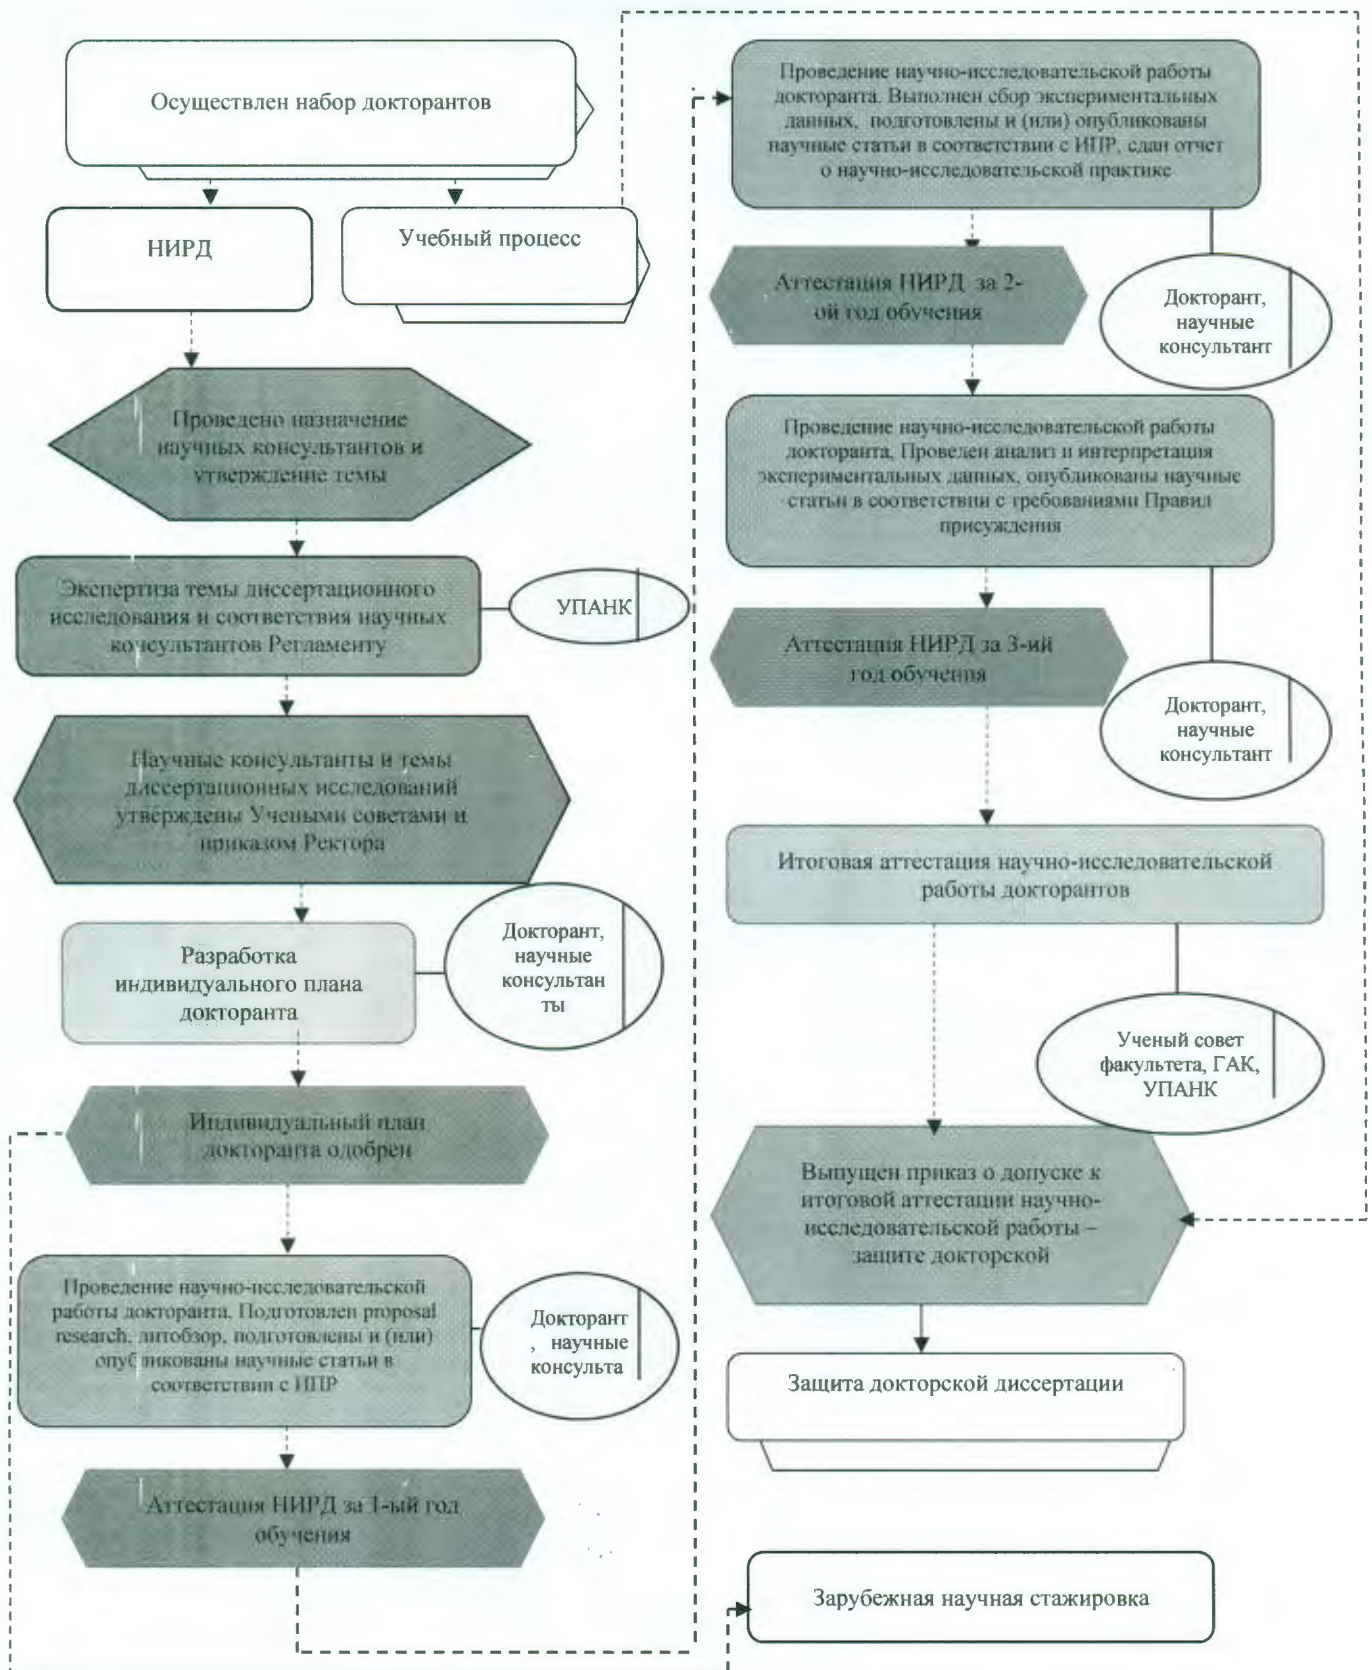 Осуществлен набор докторантов
НИРД
Учебный процесс
Проведено назначение
научных консультантов и
утверждение темы
Экспертиза темы диссертационного
исследования и соответствия научных
консультантов Регламенту
УПАНК
Научные консультанты и темы
диссертационных исследований
утверждены Учеными советами и
приказом Ректора
Разработка
индивидуального плана
докторанта
Докторант,
научные
консультан
ты
Индивидуальный план
докторанта одобрен
Проведение научно-исследовательской
работы докторанта. Подготовлен proposal
research, литобзор, подготовлены и (или)
опубликованы научные статьи в
соответствии с ИПР
Докторант
, научные
консульта
Аттестация НИРД за 1-ый год
обучения
Проведение научно-исследовательской работы
докторанта. Выполнен сбор экспериментальных
данных, подготовлены и (или) опубликованы
научные статьи в соответствии с ИПР, сдан отчет
о научно-исследовательской практике
Аттестация НИРД за 2-
ой год обучения
Докторант,
научные
консультант
Проведение научно-исследовательской работы
докторанта, Проведен анализ и интерпретация
экспериментальных данных, опубликованы научные
статьи в соответствии с требованиями Правил
присуждения
Аттестация НИРД за 3-ий
год обучения
Докторант,
научные
консультант
Итоговая аттестация научно-исследовательской
работы докторантов
Ученый совет
факультета, ГАК,
УПАНК
Выпущен приказ о допуске к
итоговой аттестации научно-
исследовательской работы –
защите докторской
Защита докторской диссертации
Зарубежная научная стажировка